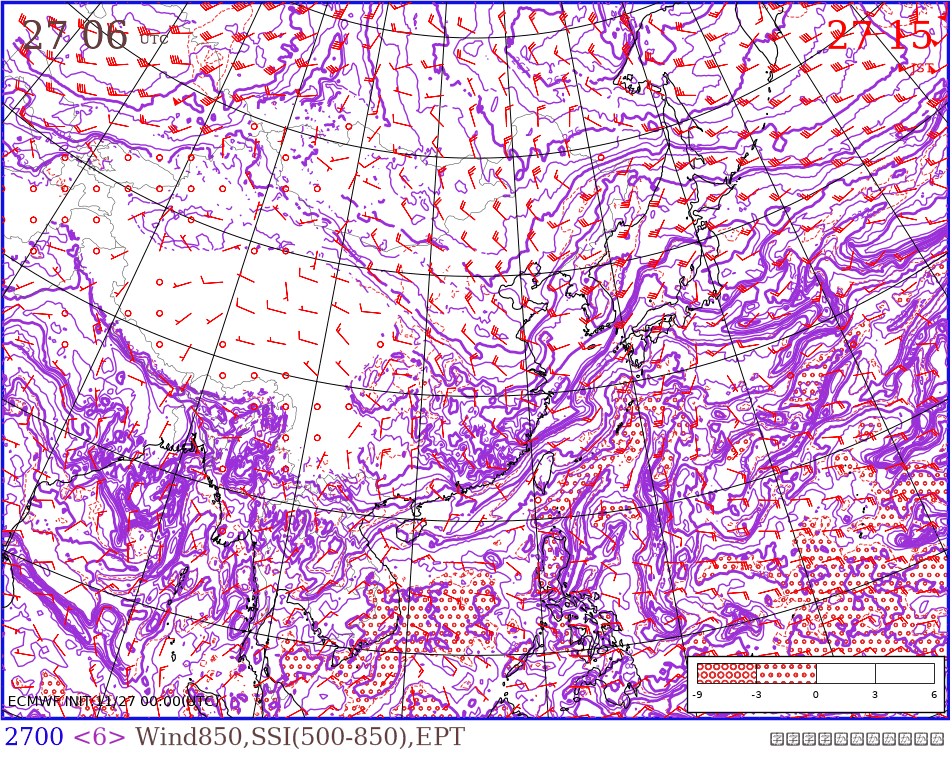 27 06 UTC
27 15
JST
-9 -3 0 3 6
ECMWF INIT 11/27 00:00(UTC)
2700 <6> Wind850,SSI(500-850),EPT